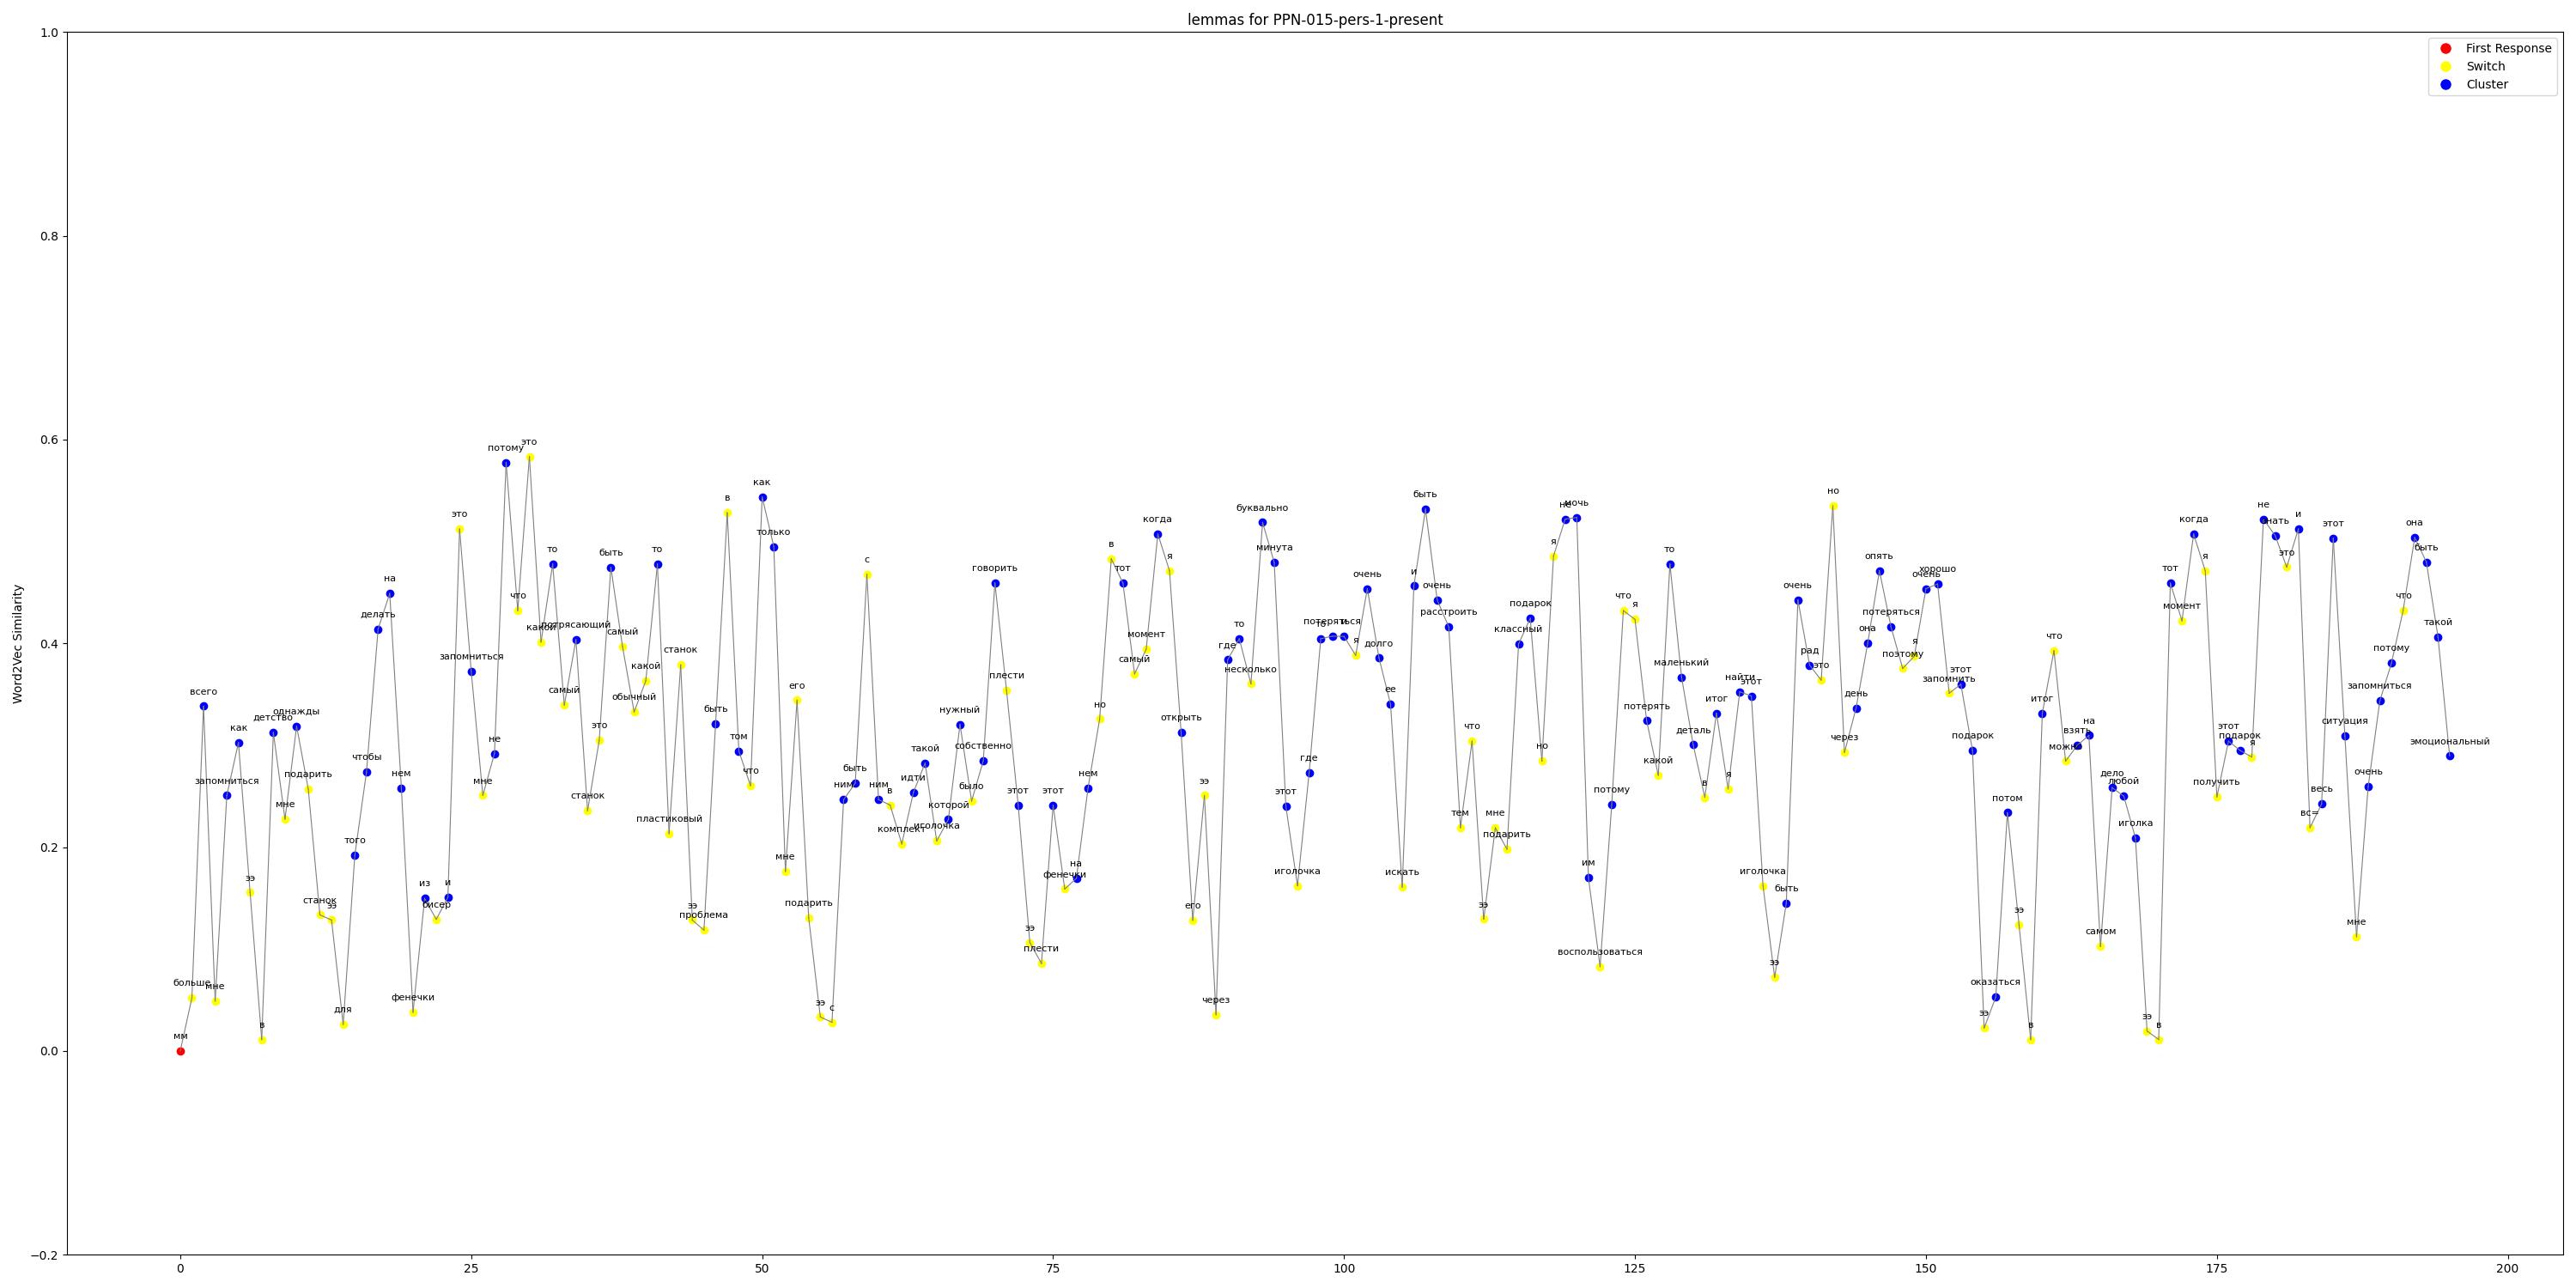 lemmas for PPN-015-pers-1-present
1.0
0.8
0.6
0.4
0.2
0.0
−0.2
Word2Vec Similarity
0
25
50
75
100
125
150
175
200
First Response
Switch
Cluster
мм
больше
всего
мне
запомниться
как
ээ
в
детство
мне
однажды
подарить
станок
ээ
для
того
чтобы
делать
на
нем
фенечки
из
бисер
и
это
запомниться
мне
не
потому
что
это
какой
то
самый
потрясающий
станок
это
быть
самый
обычный
какой
то
пластиковый
станок
ээ
проблема
быть
в
том
что
как
только
мне
его
подарить
ээ
с
ним
быть
с
ним
в
комплект
идти
такой
иголочка
которой
нужный
было
собственно
говорить
плести
этот
ээ
плести
этот
фенечки
на
нем
но
в
тот
самый
момент
когда
я
открыть
его
ээ
через
где
то
несколько
буквально
минута
этот
иголочка
где
то
потеряться
и
я
очень
долго
ее
искать
и
быть
очень
расстроить
тем
что
ээ
мне
подарить
классный
подарок
но
я
не
мочь
им
воспользоваться
потому
что
я
потерять
какой
то
маленький
деталь
в
итог
я
найти
этот
иголочка
ээ
быть
очень
рад
это
но
через
день
она
опять
потеряться
поэтому
я
очень
хорошо
запомнить
этот
подарок
ээ
оказаться
потом
ээ
в
итог
что
можно
взять
на
самом
дело
любой
иголка
ээ
в
тот
момент
когда
я
получить
этот
подарок
я
не
знать
это
и
вс=
весь
этот
ситуация
мне
очень
запомниться
потому
что
она
быть
такой
эмоциональный